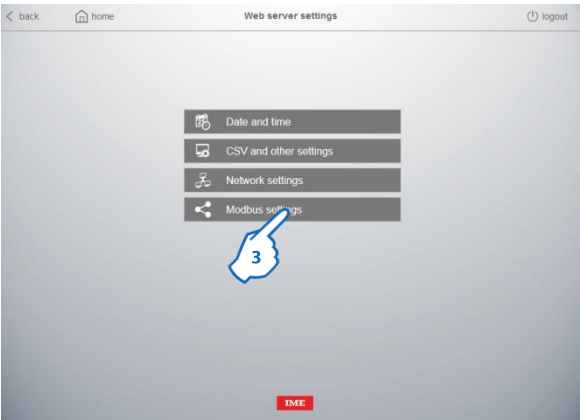 back
home
Web server settings
logout
Date and time
CSV and other settings
Network settings
Modbus settings
3
IME